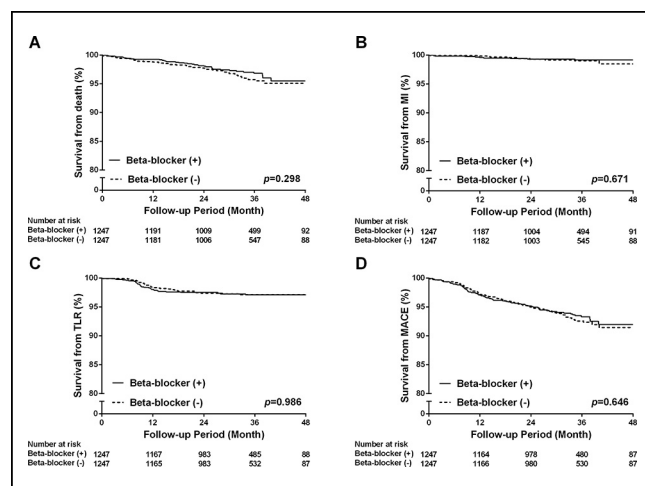 A
Survival from death (%)
100
95
90
85
80
0
Beta-blocker (+)
Beta-blocker (-)
p=0.298
0 12 24 36 48
Follow-up Period (Month)
Number at risk
Beta-blocker (+) 1247 1191 1009 499 92
Beta-blocker (-) 1247 1181 1006 547 88
B
Survival from MI (%)
100
95
90
85
80
0
Beta-blocker (+)
Beta-blocker (-)
p=0.671
0 12 24 36 48
Follow-up Period (Month)
Number at risk
Beta-blocker (+) 1247 1187 1004 494 91
Beta-blocker (-) 1247 1182 1003 545 88
C
Survival from TLR (%)
100
95
90
85
80
0
Beta-blocker (+)
Beta-blocker (-)
p=0.986
0 12 24 36 48
Follow-up Period (Month)
Number at risk
Beta-blocker (+) 1247 1167 983 485 88
Beta-blocker (-) 1247 1165 983 532 87
D
Survival from MACE (%)
100
95
90
85
80
0
Beta-blocker (+)
Beta-blocker (-)
p=0.646
0 12 24 36 48
Follow-up Period (Month)
Number at risk
Beta-blocker (+) 1247 1164 978 480 87
Beta-blocker (-) 1247 1166 980 530 87